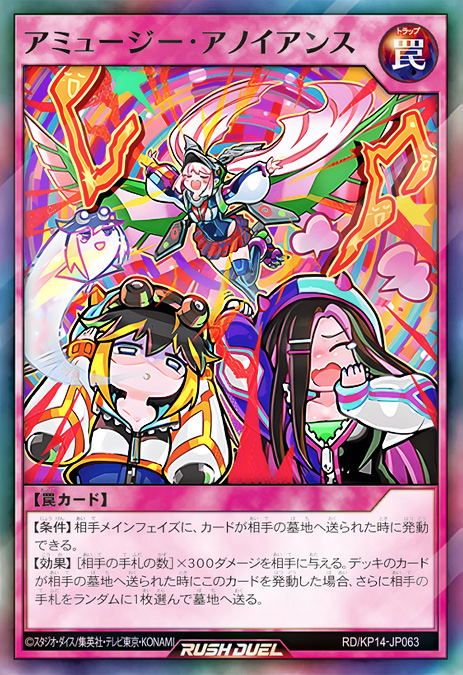 アミュージー・アノイアンス
トラップ
罠
【罠カード】
【条件】相手メインフェイズに、カードが相手の墓地へ送られた時に発動
できる。
【効果】[相手の手札の数]×300ダメージを相手に与える。デッキのカード
が相手の墓地へ送られた時にこのカードを発動した場合、さらに相手の
手札をランダムに1枚選んで墓地へ送る。
©スタジオ・ダイス/集英社・テレビ東京・KONAMI
RUSH DUEL
RD/KP14-JP063